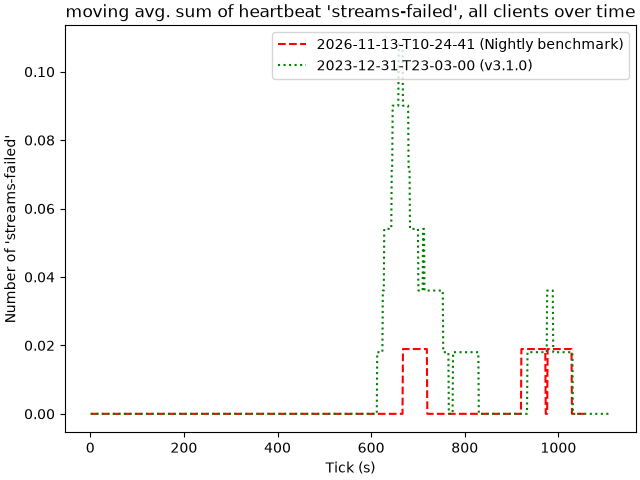 moving avg. sum of heartbeat 'streams-failed', all clients over time
2026-11-13-T10-24-41 (Nightly benchmark)
2023-12-31-T23-03-00 (v3.1.0)
Number of 'streams-failed'
0.10
0.08
0.06
0.04
0.02
0.00
0 200 400 600 800 1000
Tick (s)